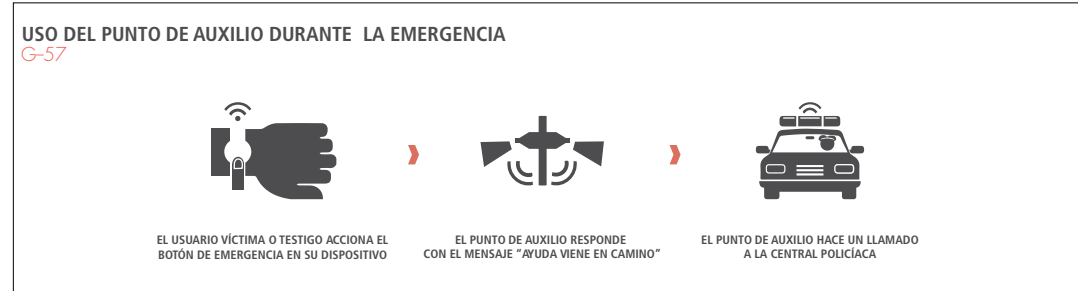 USO DEL PUNTO DE AUXILIO DURANTE LA EMERGENCIA
G-57
EL USUARIO VÍCTIMA O TESTIGO ACCIONA EL
BOTÓN DE EMERGENCIA EN SU DISPOSITIVO
EL PUNTO DE AUXILIO RESPONDE
CON EL MENSAJE "AYUDA VIENE EN CAMINO"
EL PUNTO DE AUXILIO HACE UN LLAMADO
A LA CENTRAL POLICÍACA